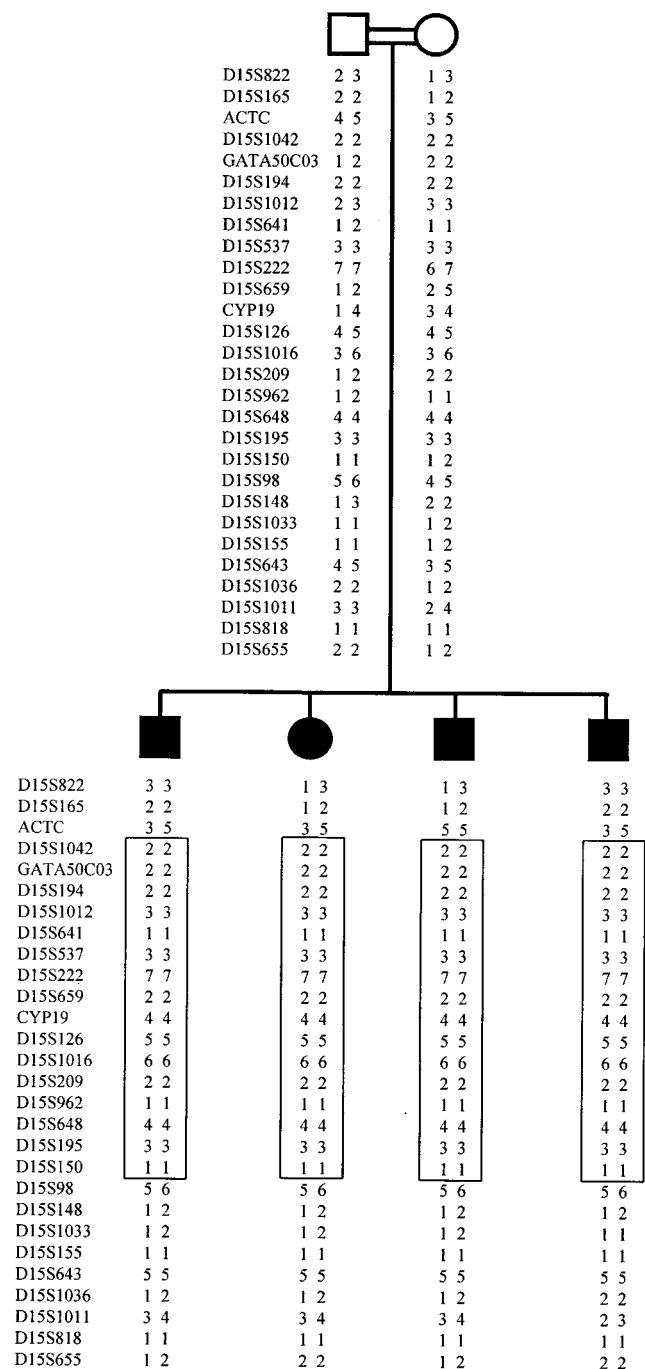 D15S822 2 3 1 3
D15S165 2 2 1 2
ACTC 4 5 3 5
D15S1042 2 2 2 2
GATA50C03 1 2 2 2
D15S194 2 2 2 2
D15S1012 2 3 3 3
D15S641 1 2 1 1
D15S537 3 3 3 3
D15S222 7 7 6 7
D15S659 1 2 2 5
CYP19 1 4 3 4
D15S126 4 5 4 5
D15S1016 3 6 3 6
D15S209 1 2 2 2
D15S962 1 2 1 1
D15S648 4 4 4 4
D15S195 3 3 3 3
D15S150 1 1 1 2
D15S98 5 6 4 5
D15S148 1 3 2 2
D15S1033 1 1 1 2
D15S155 1 1 1 2
D15S643 4 5 3 5
D15S1036 2 2 1 2
D15S1011 3 3 2 4
D15S818 1 1 1 1
D15S655 2 2 1 2
D15S822 3 3 1 3 1 3 3 3
D15S165 2 2 1 2 1 2 2 2
ACTC 3 5 3 5 5 5 3 5
D15S1042 2 2 2 2 2 2 2 2
GATA50C03 2 2 2 2 2 2 2 2
D15S194 2 2 2 2 2 2 2 2
D15S1012 3 3 3 3 3 3 3 3
D15S641 1 1 1 1 1 1 1 1
D15S537 3 3 3 3 3 3 3 3
D15S222 7 7 7 7 7 7 7 7
D15S659 2 2 2 2 2 2 2 2
CYP19 4 4 4 4 4 4 4 4
D15S126 5 5 5 5 5 5 5 5
D15S1016 6 6 6 6 6 6 6 6
D15S209 2 2 2 2 2 2 2 2
D15S962 1 1 1 1 1 1 1 1
D15S648 4 4 4 4 4 4 4 4
D15S195 3 3 3 3 3 3 3 3
D15S150 1 1 1 1 1 1 1 1
D15S98 5 6 5 6 5 6 5 6
D15S148 1 2 1 2 1 2 1 2
D15S1033 1 2 1 2 1 2 1 1
D15S155 1 1 1 1 1 1 1 1
D15S643 5 5 5 5 5 5 5 5
D15S1036 1 2 1 2 1 2 2 2
D15S1011 3 4 3 4 3 4 2 3
D15S818 1 1 1 1 1 1 1 1
D15S655 1 2 2 2 1 2 2 2